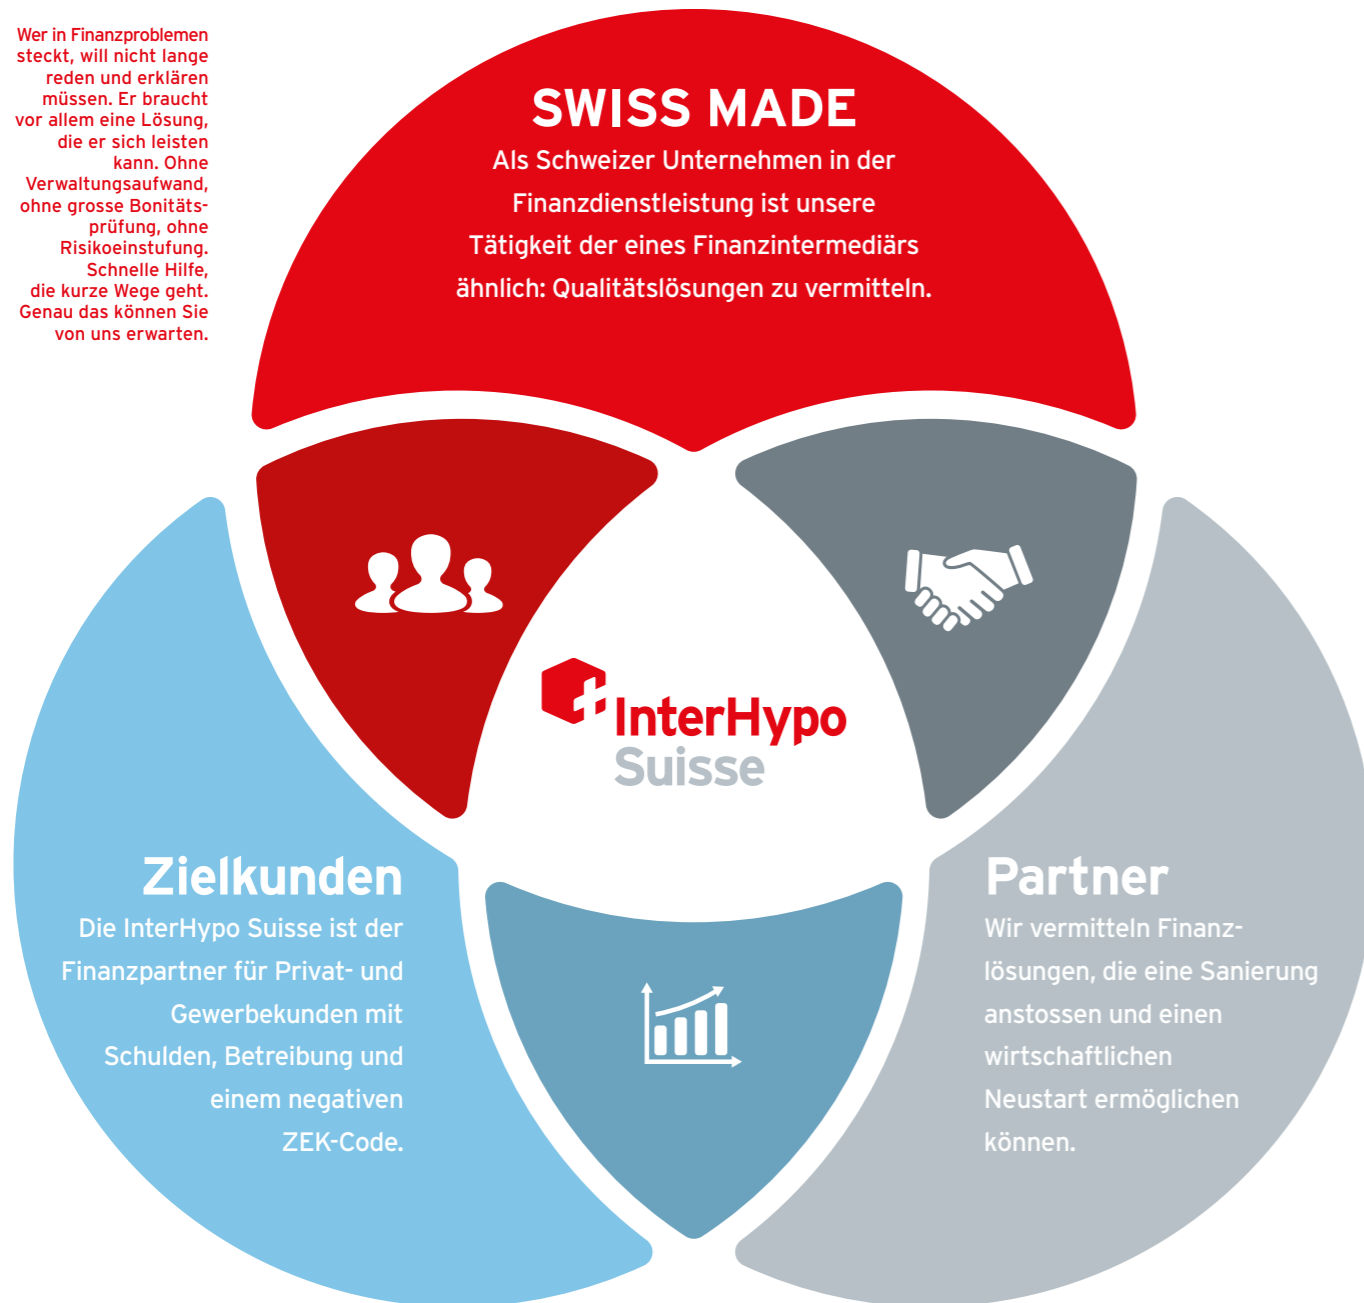 Wer in Finanzproblemen
steckt, will nicht lange
reden und erklären
müssen. Er braucht
vor allem eine Lösung,
die er sich leisten
kann. Ohne
Verwaltungsaufwand,
ohne grosse Bonitäts-
prüfung, ohne
Risikoeinstufung.
Schnelle Hilfe,
die kurze Wege geht.
Genau das können Sie
von uns erwarten.
SWISS MADE
Als Schweizer Unternehmen in der
Finanzdienstleistung ist unsere
Tätigkeit der eines Finanzintermediärs
ähnlich: Qualitätslösungen zu vermitteln.
InterHypo
Suisse
Zielkunden
Die InterHypo Suisse ist der
Finanzpartner für Privat- und
Gewerbekunden mit
Schulden, Betreibung und
einem negativen
ZEK-Code.
Partner
Wir vermitteln Finanz-
lösungen, die eine Sanierung
anstossen und einen
wirtschaftlichen
Neustart ermöglichen
können.